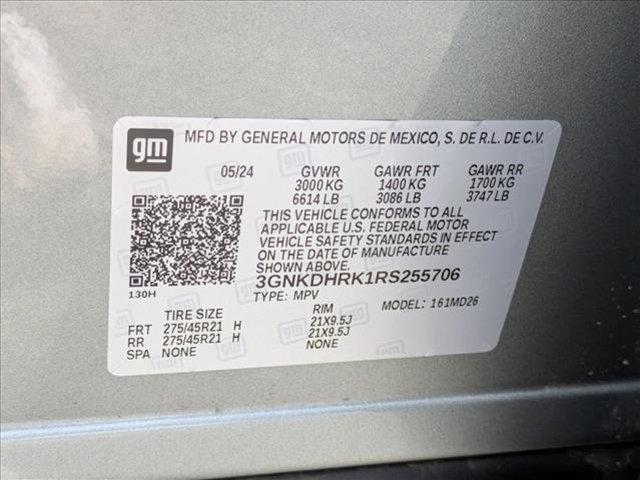 gm MFD BY GENERAL MOTORS DE MEXICO, S. DE R.L. DE C.V.
05/24 GVWR GAWR FRT GAWR RR
3000 KG 1400 KG 1700 KG
6614 LB 3086 LB 3747 LB
THIS VEHICLE CONFORMS TO ALL
APPLICABLE U.S. FEDERAL MOTOR
VEHICLE SAFETY STANDARDS IN EFFECT
ON THE DATE OF MANUFACTURE
SHOWN ABOVE.
130H
3GNKDHRK1RS255706
TYPE: MPV MODEL: 161MD26
TIRE SIZE RIM
FRT 275/45R21 H 21X9.5J
RR 275/45R21 H 21X9.5J
SPA NONE NONE